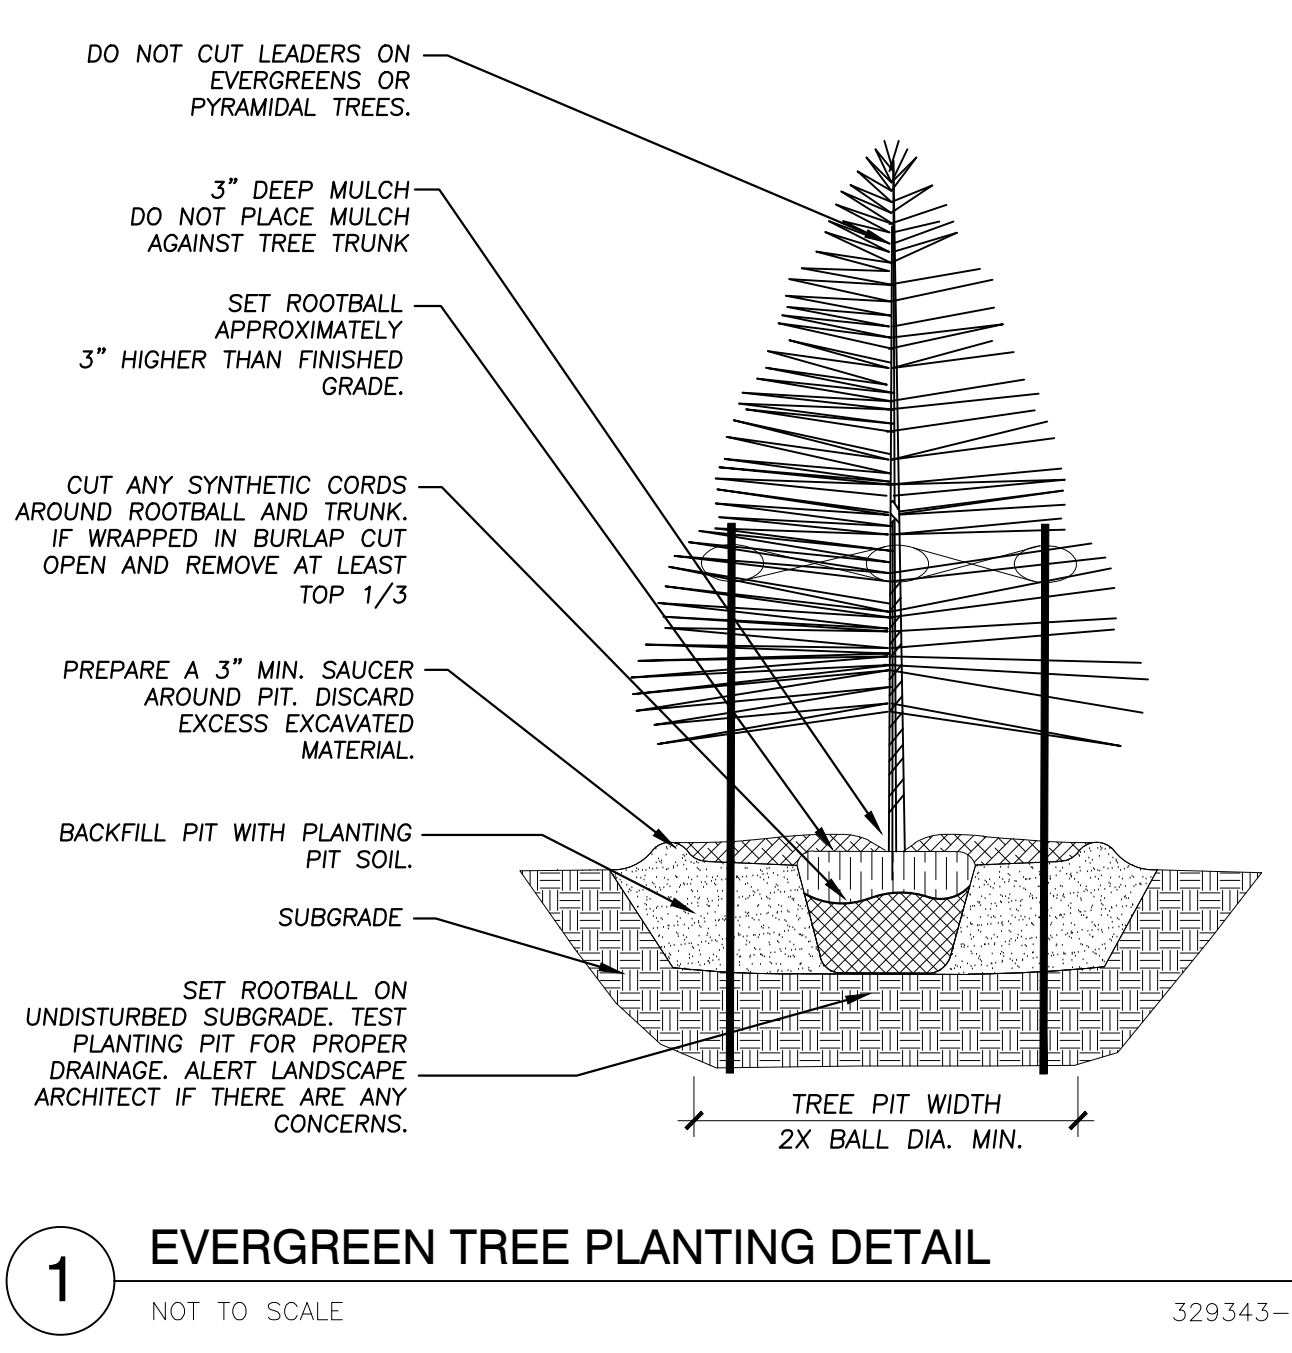 DO NOT CUT LEADERS ON
EVERGREENS OR
PYRAMIDAL TREES.
3" DEEP MULCH
DO NOT PLACE MULCH
AGAINST TREE TRUNK
SET ROOTBALL
APPROXIMATELY
3" HIGHER THAN FINISHED
GRADE.
CUT ANY SYNTHETIC CORDS
AROUND ROOTBALL AND TRUNK.
IF WRAPPED IN BURLAP CUT
OPEN AND REMOVE AT LEAST
TOP 1/3
PREPARE A 3" MIN. SAUCER
AROUND PIT. DISCARD
EXCESS EXCAVATED
MATERIAL.
BACKFILL PIT WITH PLANTING
PIT SOIL.
SUBGRADE
SET ROOTBALL ON
UNDISTURBED SUBGRADE. TEST
PLANTING PIT FOR PROPER
DRAINAGE. ALERT LANDSCAPE
ARCHITECT IF THERE ARE ANY
CONCERNS.
TREE PIT WIDTH
2X BALL DIA. MIN.
1
EVERGREEN TREE PLANTING DETAIL
NOT TO SCALE
329343-